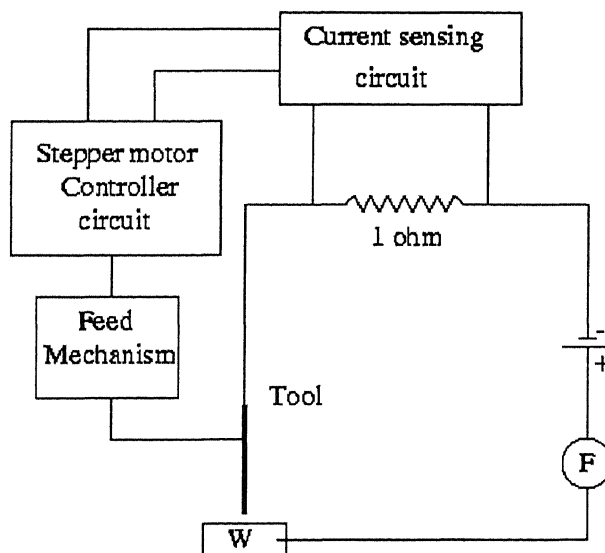 Current sensing
circuit
Stepper motor
Controller
circuit
1 ohm
Feed
Mechanism
-
+
Tool
F
W